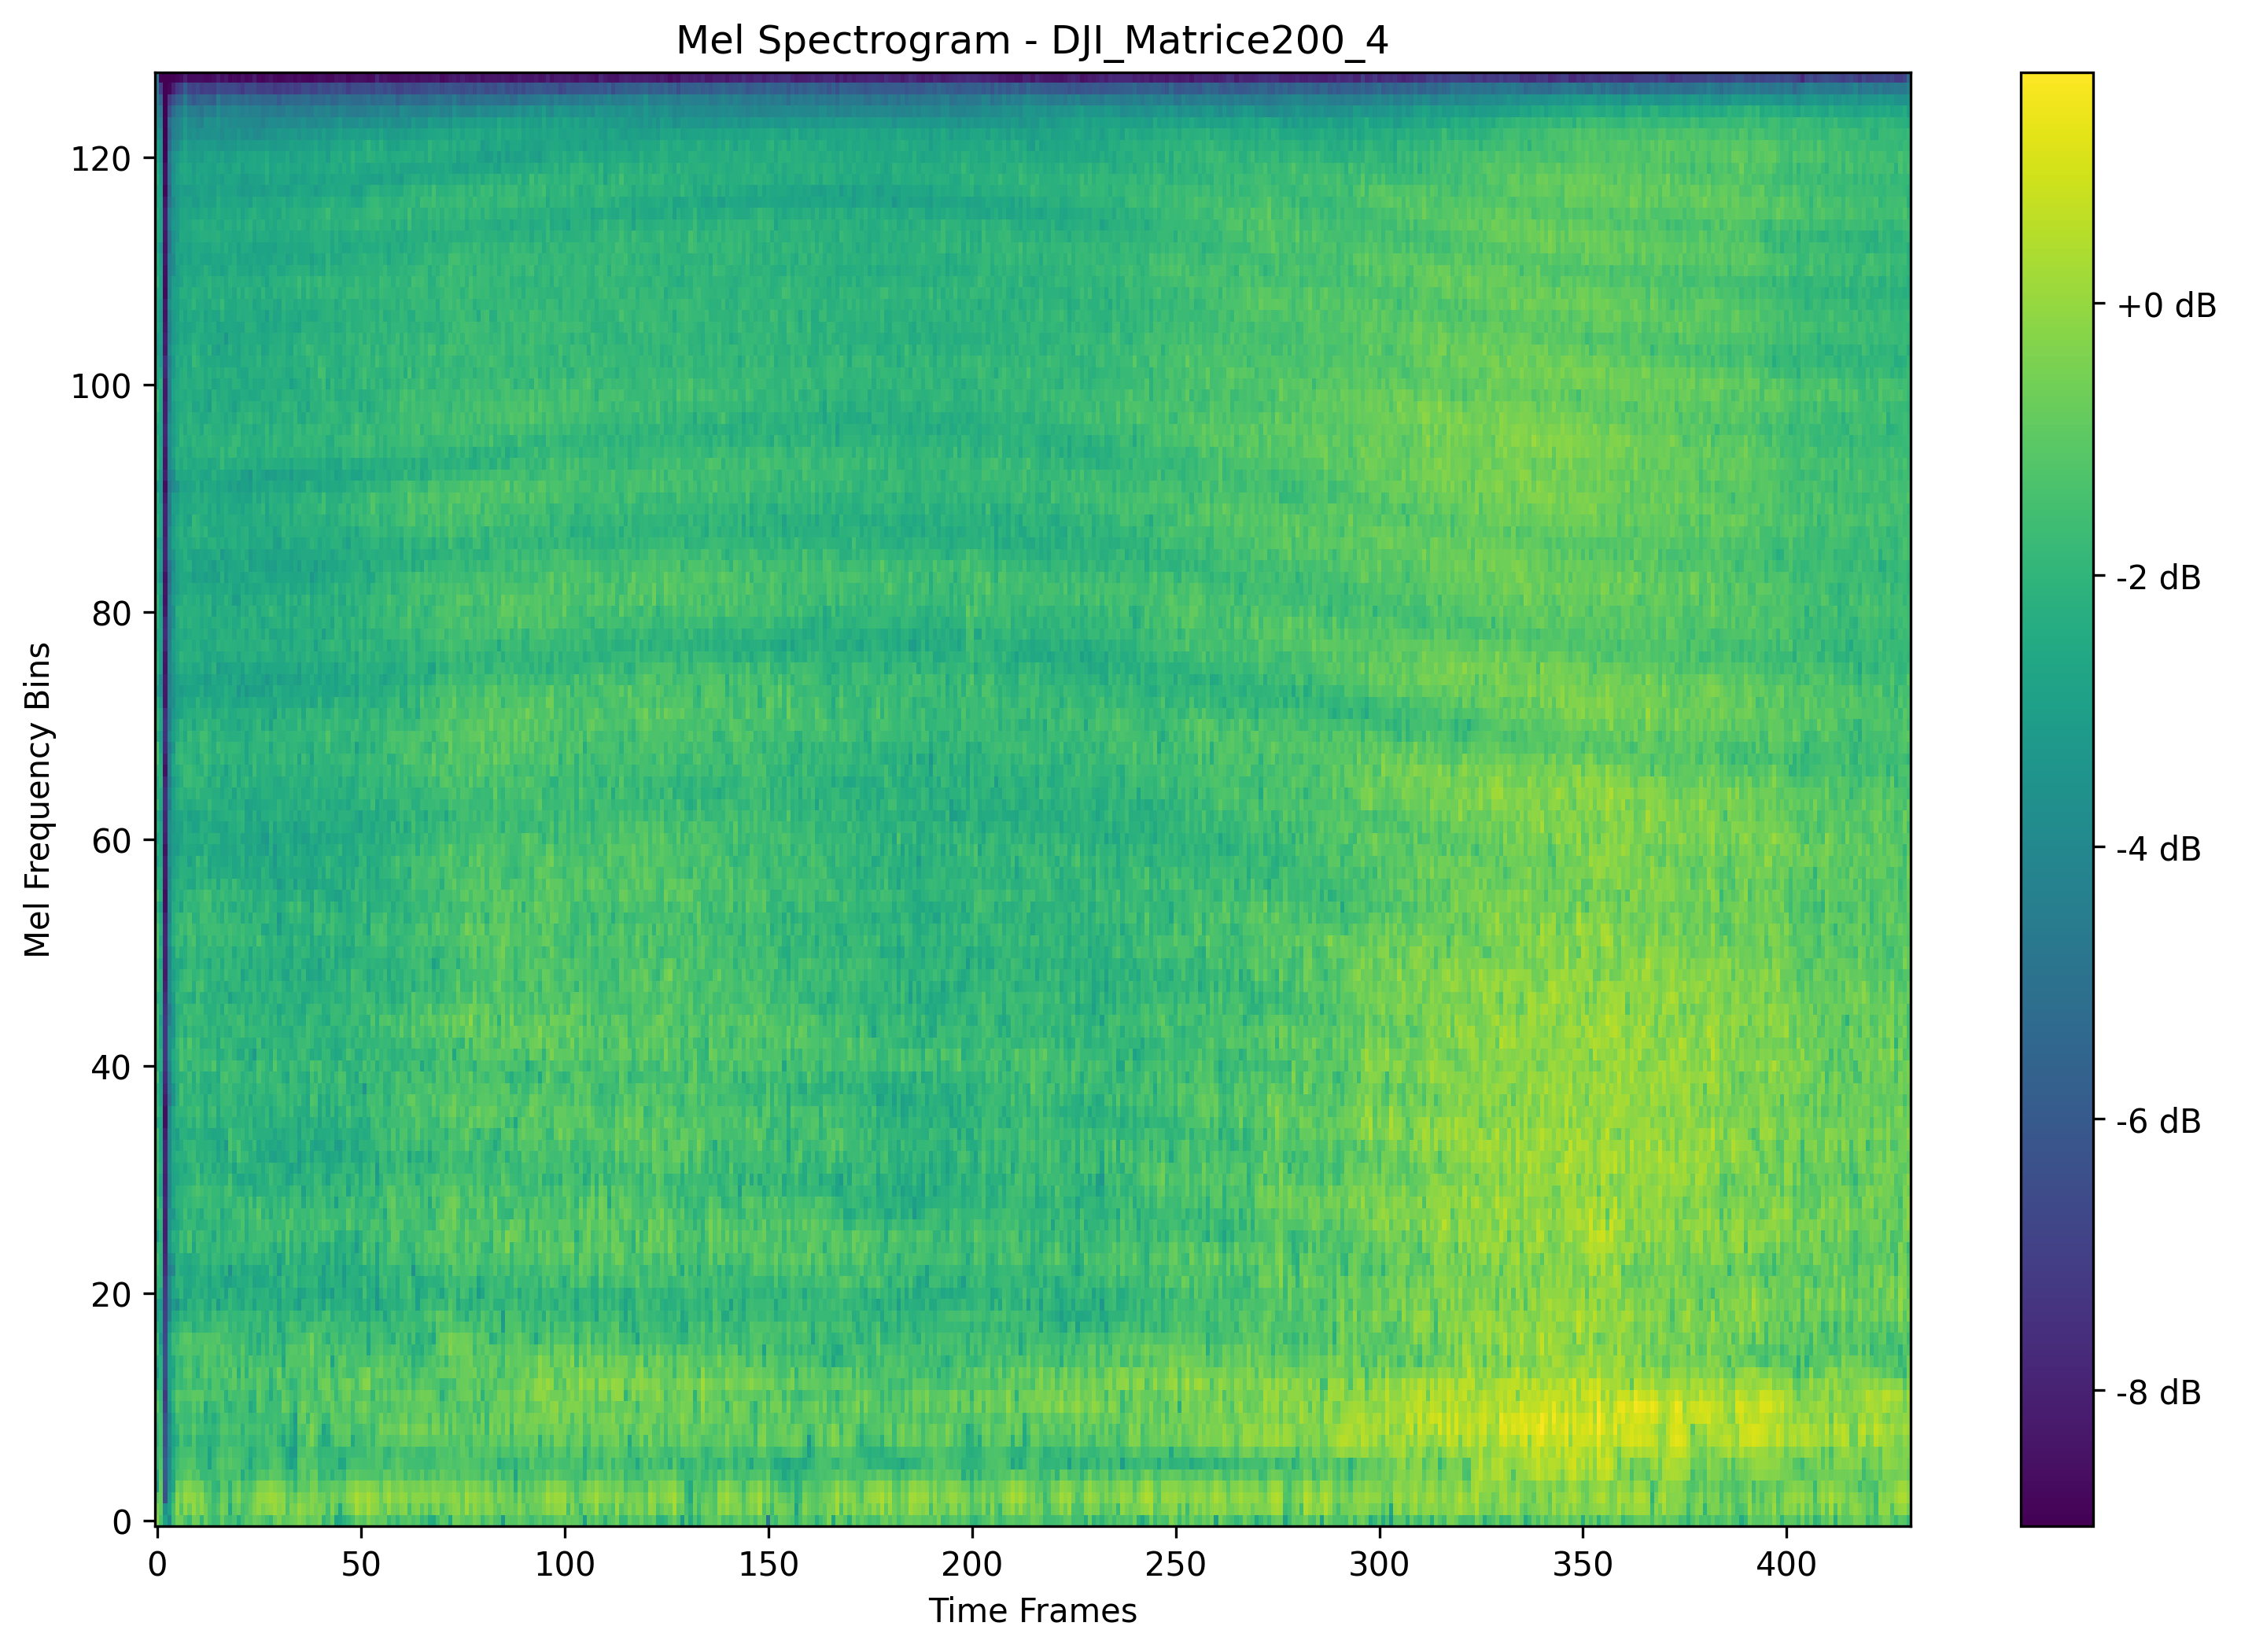 Mel Spectrogram - DJI_Matrice200_4
Mel Frequency Bins
120
100
80
60
40
20
0
0 50 100 150 200 250 300 350 400
Time Frames
+0 dB
-2 dB
-4 dB
-6 dB
-8 dB